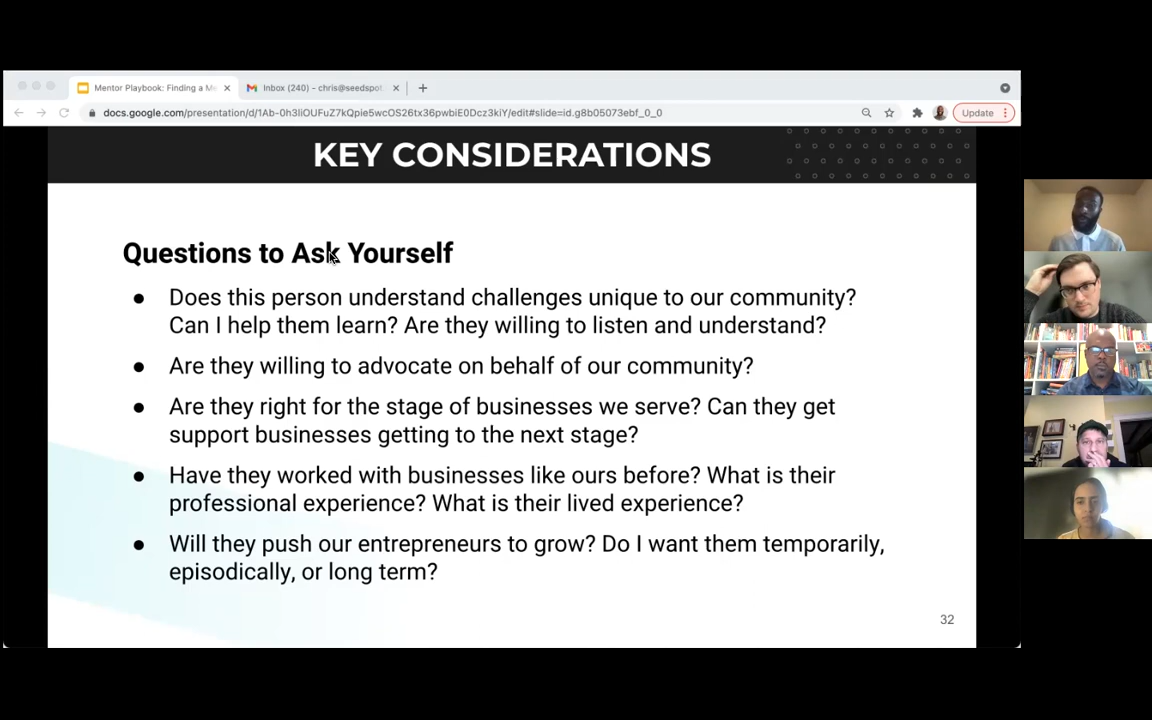 Mentor Playbook: Finding a Me
Inbox (240) - chris@seedspot
docs.google.com/presentation/d/1Ab-0h3liOUFuZ7kQpie5wcOS26tx36pwbiE0Dcz3kiY/edit#slide=id.g8b05073ebf_0_0
Update
KEY CONSIDERATIONS
Questions to Ask Yourself
● Does this person understand challenges unique to our community?
Can I help them learn? Are they willing to listen and understand?
● Are they willing to advocate on behalf of our community?
● Are they right for the stage of businesses we serve? Can they get
support businesses getting to the next stage?
● Have they worked with businesses like ours before? What is their
professional experience? What is their lived experience?
● Will they push our entrepreneurs to grow? Do I want them temporarily,
episodically, or long term?
32